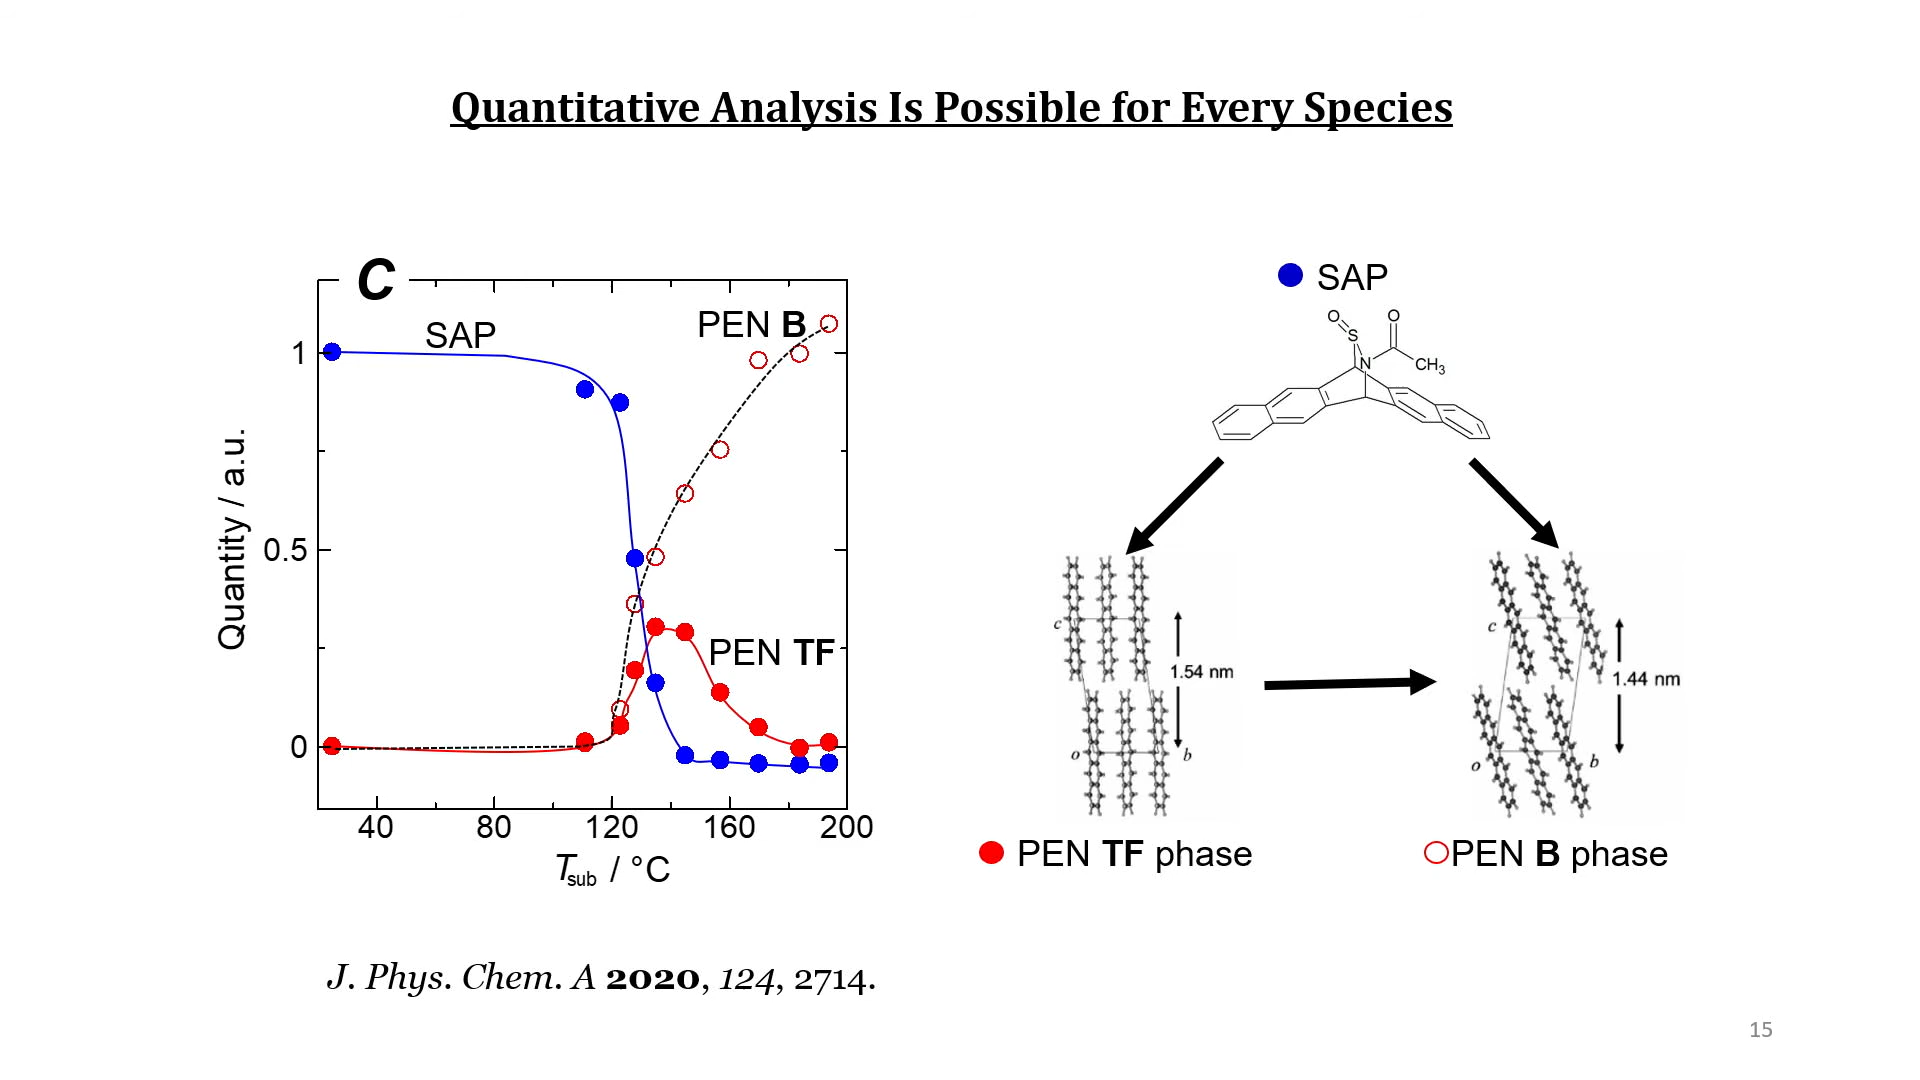 Quantitative Analysis Is Possible for Every Species
C
SAP
PEN B
PEN TF
1
0.5
0
40 80 120 160 200
Quantity / a.u.
Tsub / °C
SAP
O
S
O
N
CH3
c
o
b
1.54 nm
c
o
b
1.44 nm
PEN TF phase
PEN B phase
J. Phys. Chem. A 2020, 124, 2714.
15